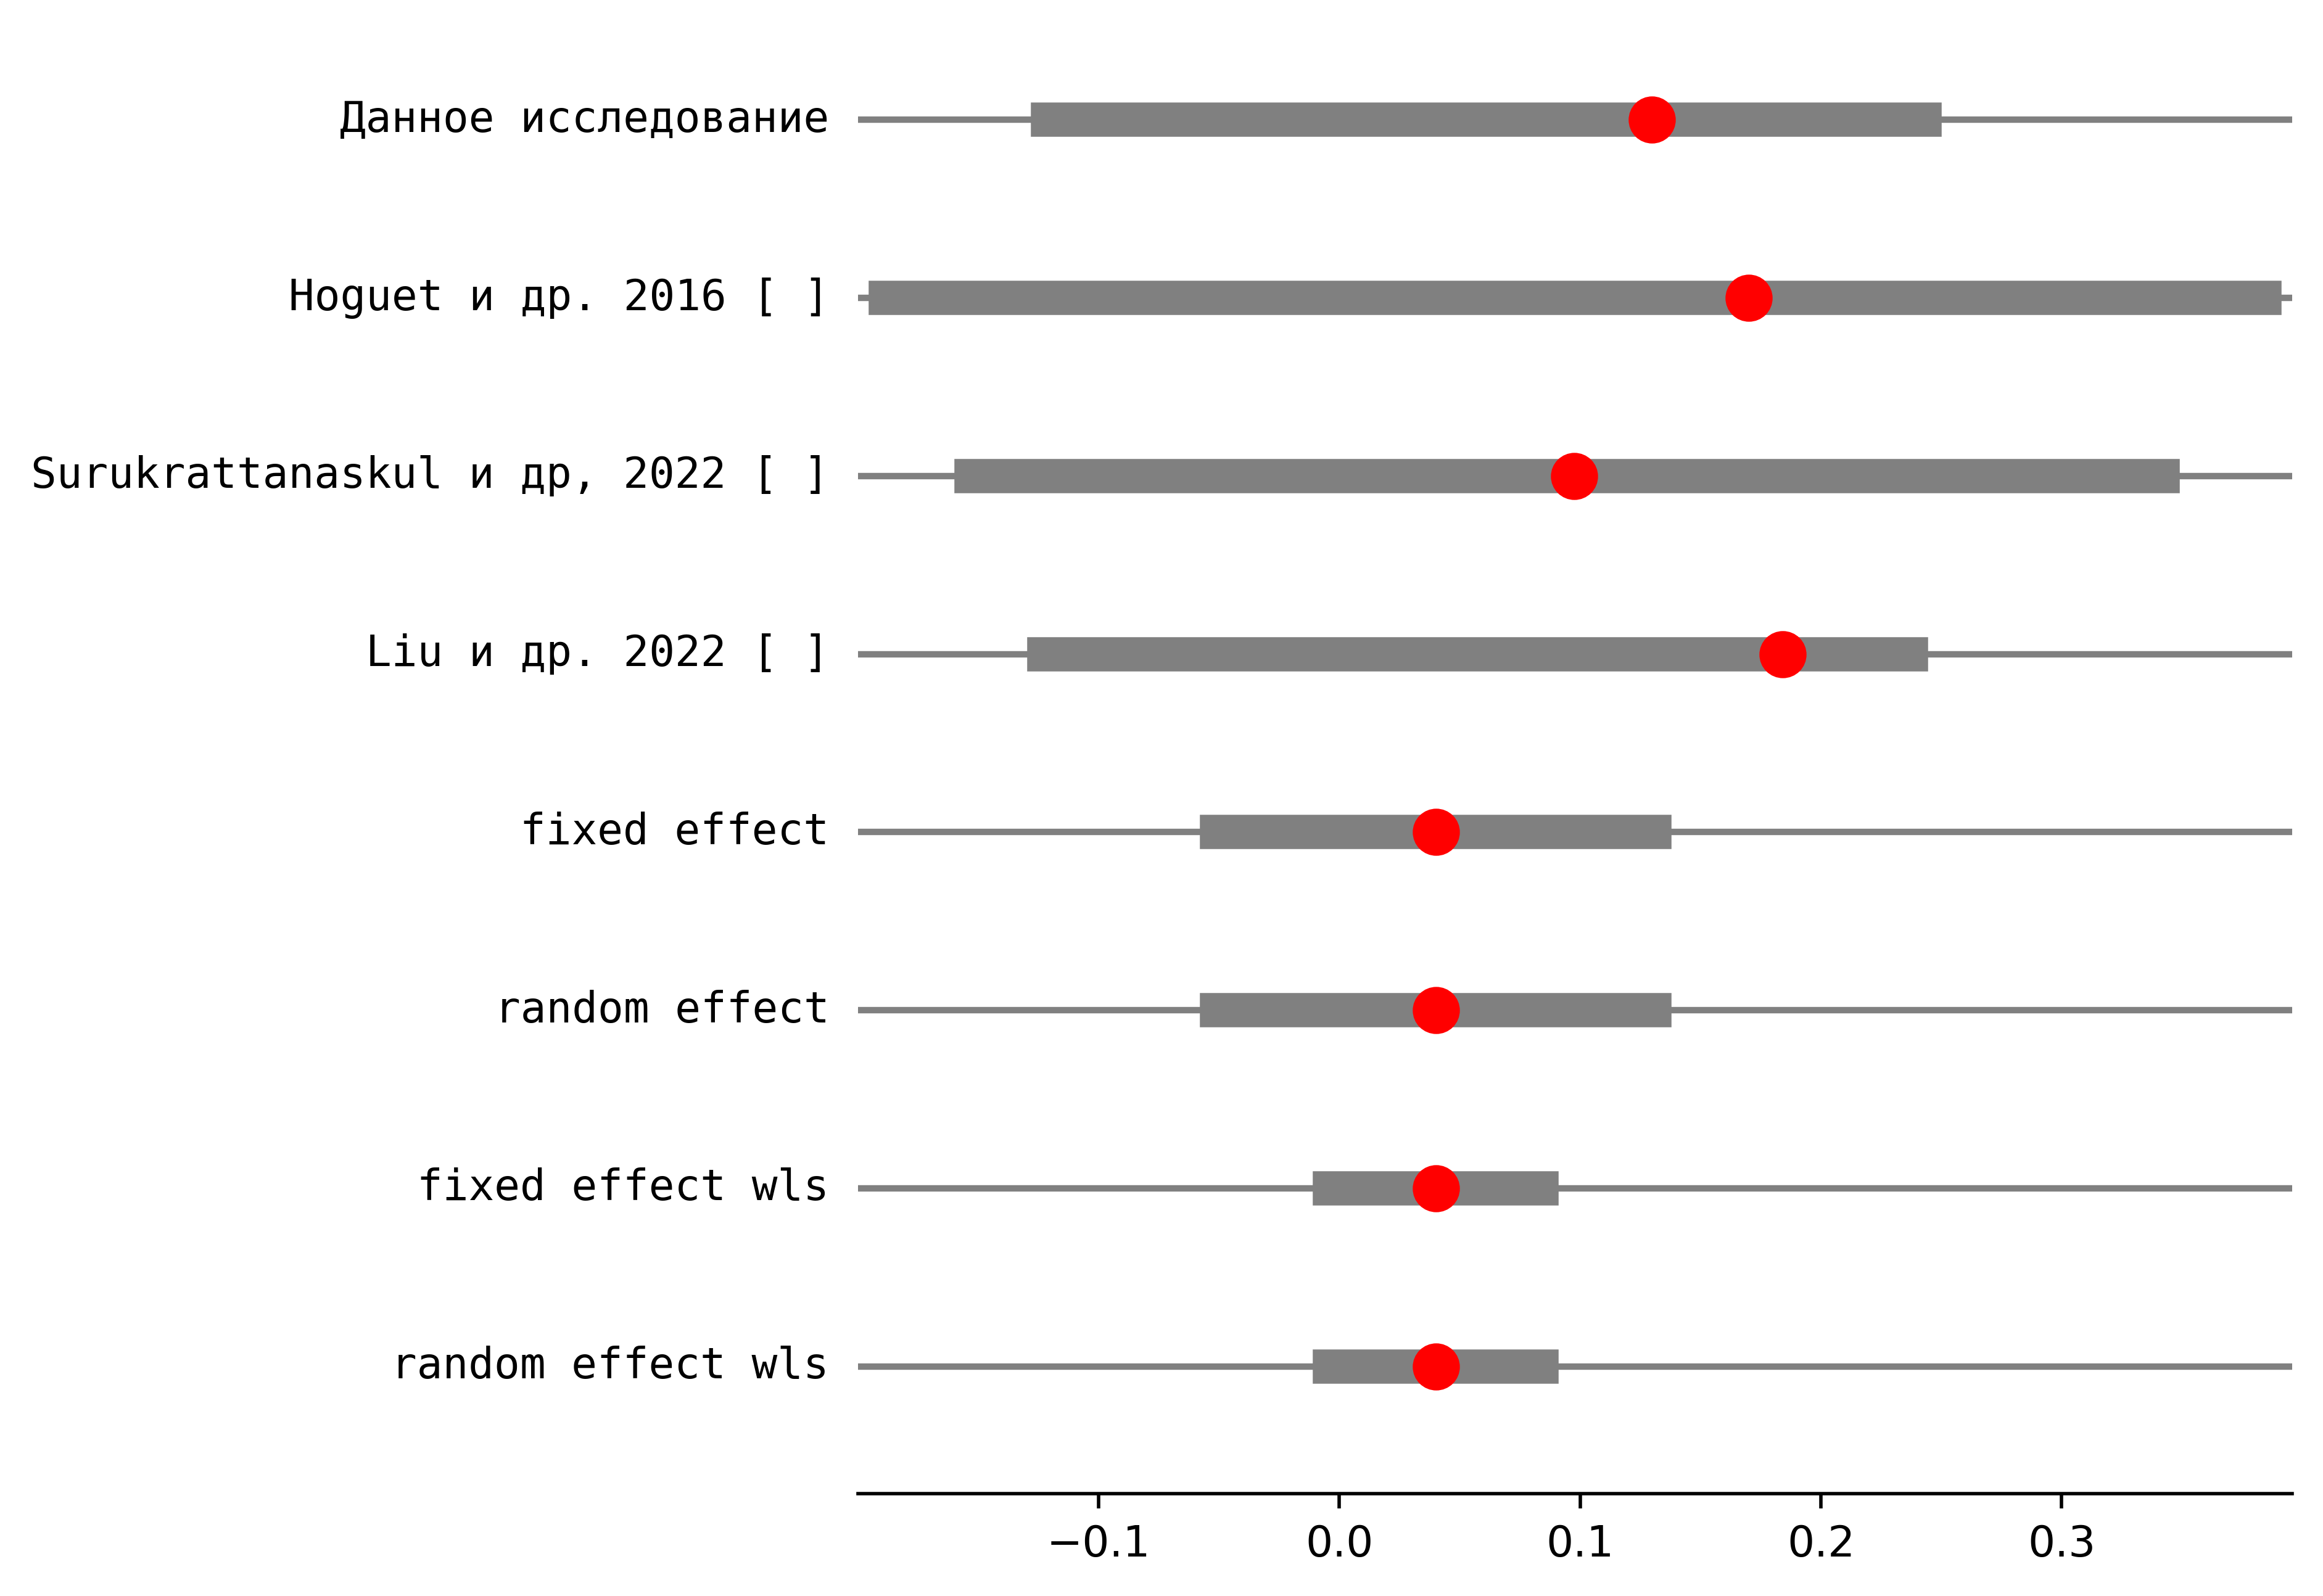 Данное исследование
Hoguet и др. 2016 [ ]
Surukrattanaskul и др, 2022 [ ]
Liu и др. 2022 [ ]
fixed effect
random effect
fixed effect wls
random effect wls
−0.1 0.0 0.1 0.2 0.3